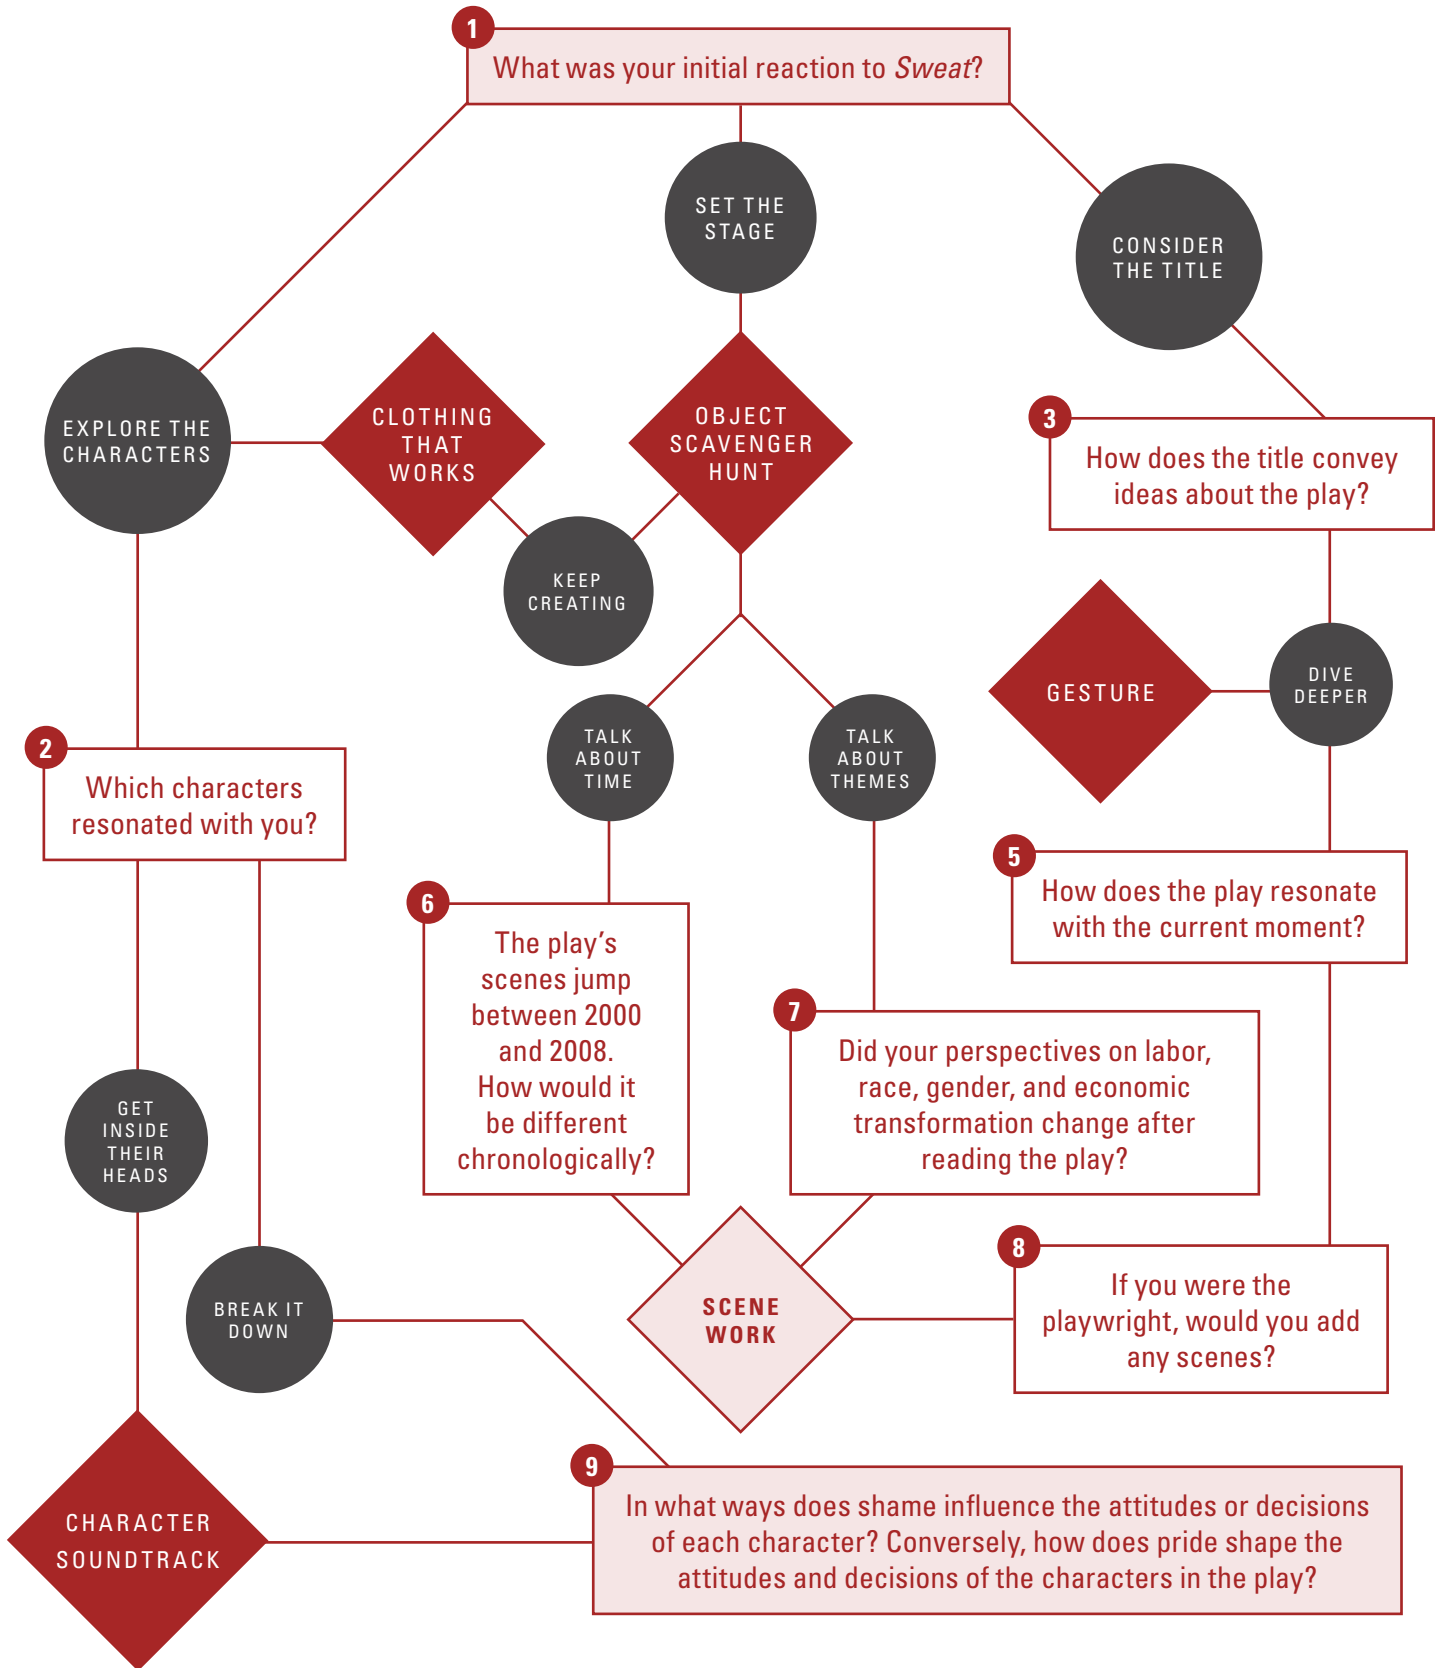 1
What was your initial reaction to Sweat?
SET THE
STAGE
CONSIDER
THE TITLE
EXPLORE THE
CHARACTERS
CLOTHING
THAT
WORKS
OBJECT
SCAVENGER
HUNT
3
How does the title convey
ideas about the play?
KEEP
CREATING
GESTURE
DIVE
DEEPER
2
Which characters
resonated with you?
TALK
ABOUT
TIME
TALK
ABOUT
THEMES
5
How does the play resonate
with the current moment?
6
The play’s
scenes jump
between 2000
and 2008.
How would it
be different
chronologically?
7
Did your perspectives on labor,
race, gender, and economic
transformation change after
reading the play?
GET
INSIDE
THEIR
HEADS
BREAK IT
DOWN
SCENE
WORK
8
If you were the
playwright, would you add
any scenes?
CHARACTER
SOUNDTRACK
9
In what ways does shame influence the attitudes or decisions
of each character? Conversely, how does pride shape the
attitudes and decisions of the characters in the play?